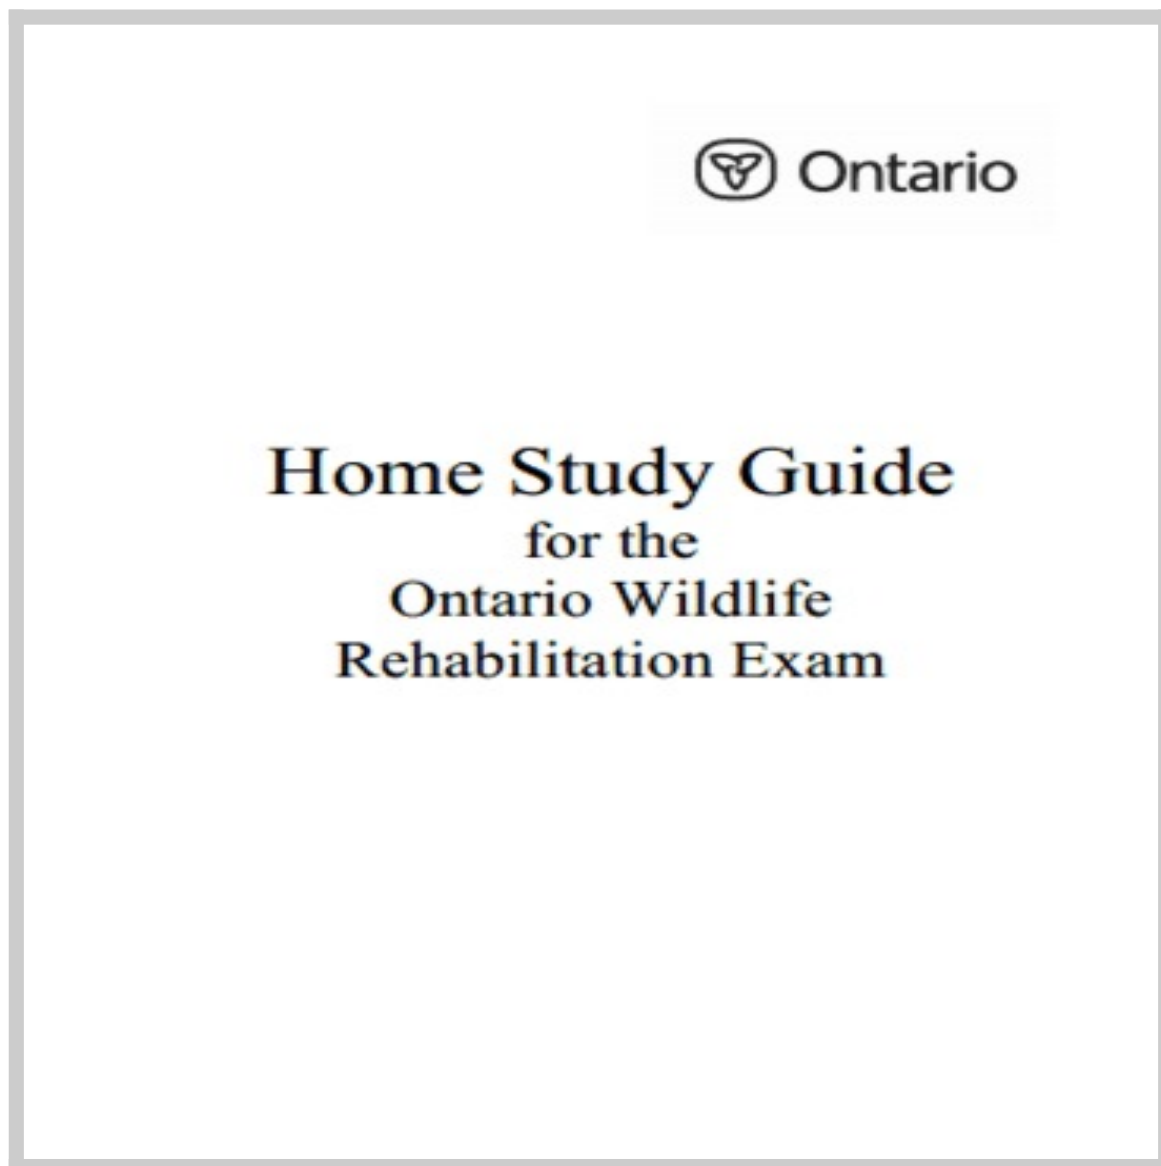 Ontario
Home Study Guide
for the
Ontario Wildlife
Rehabilitation Exam